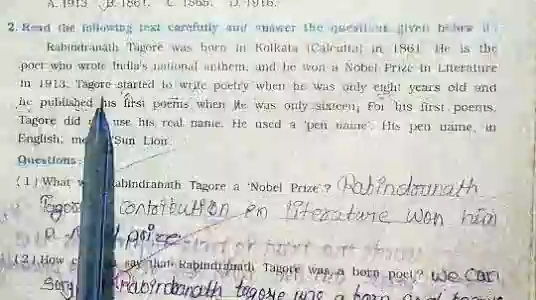 A. 1913 B. 1861. C. 1865. D. 1916.
2. Read the following text carefully and answer the questions given below it:
Rabindranath Tagore was born in Kolkata (Calcutta) in 1861. He is the
poet who wrote India's national anthem, and he won a Nobel Prize in Literature
in 1913. Tagore started to write poetry when he was only eight years old and
he published his first poems when he was only sixteen, For his first poems,
Tagore did use his real name. He used a 'pen name'. His pen name, in
English, 'Sun Lion.
Questions:
(1) What Rabindranath Tagore a 'Nobel Prize'? Rabindranath
Tagore contribution in literature won him
prize
(2) How say that Rabindranath Tagore was a born poet? we can
say Rabindranath tagore was a born